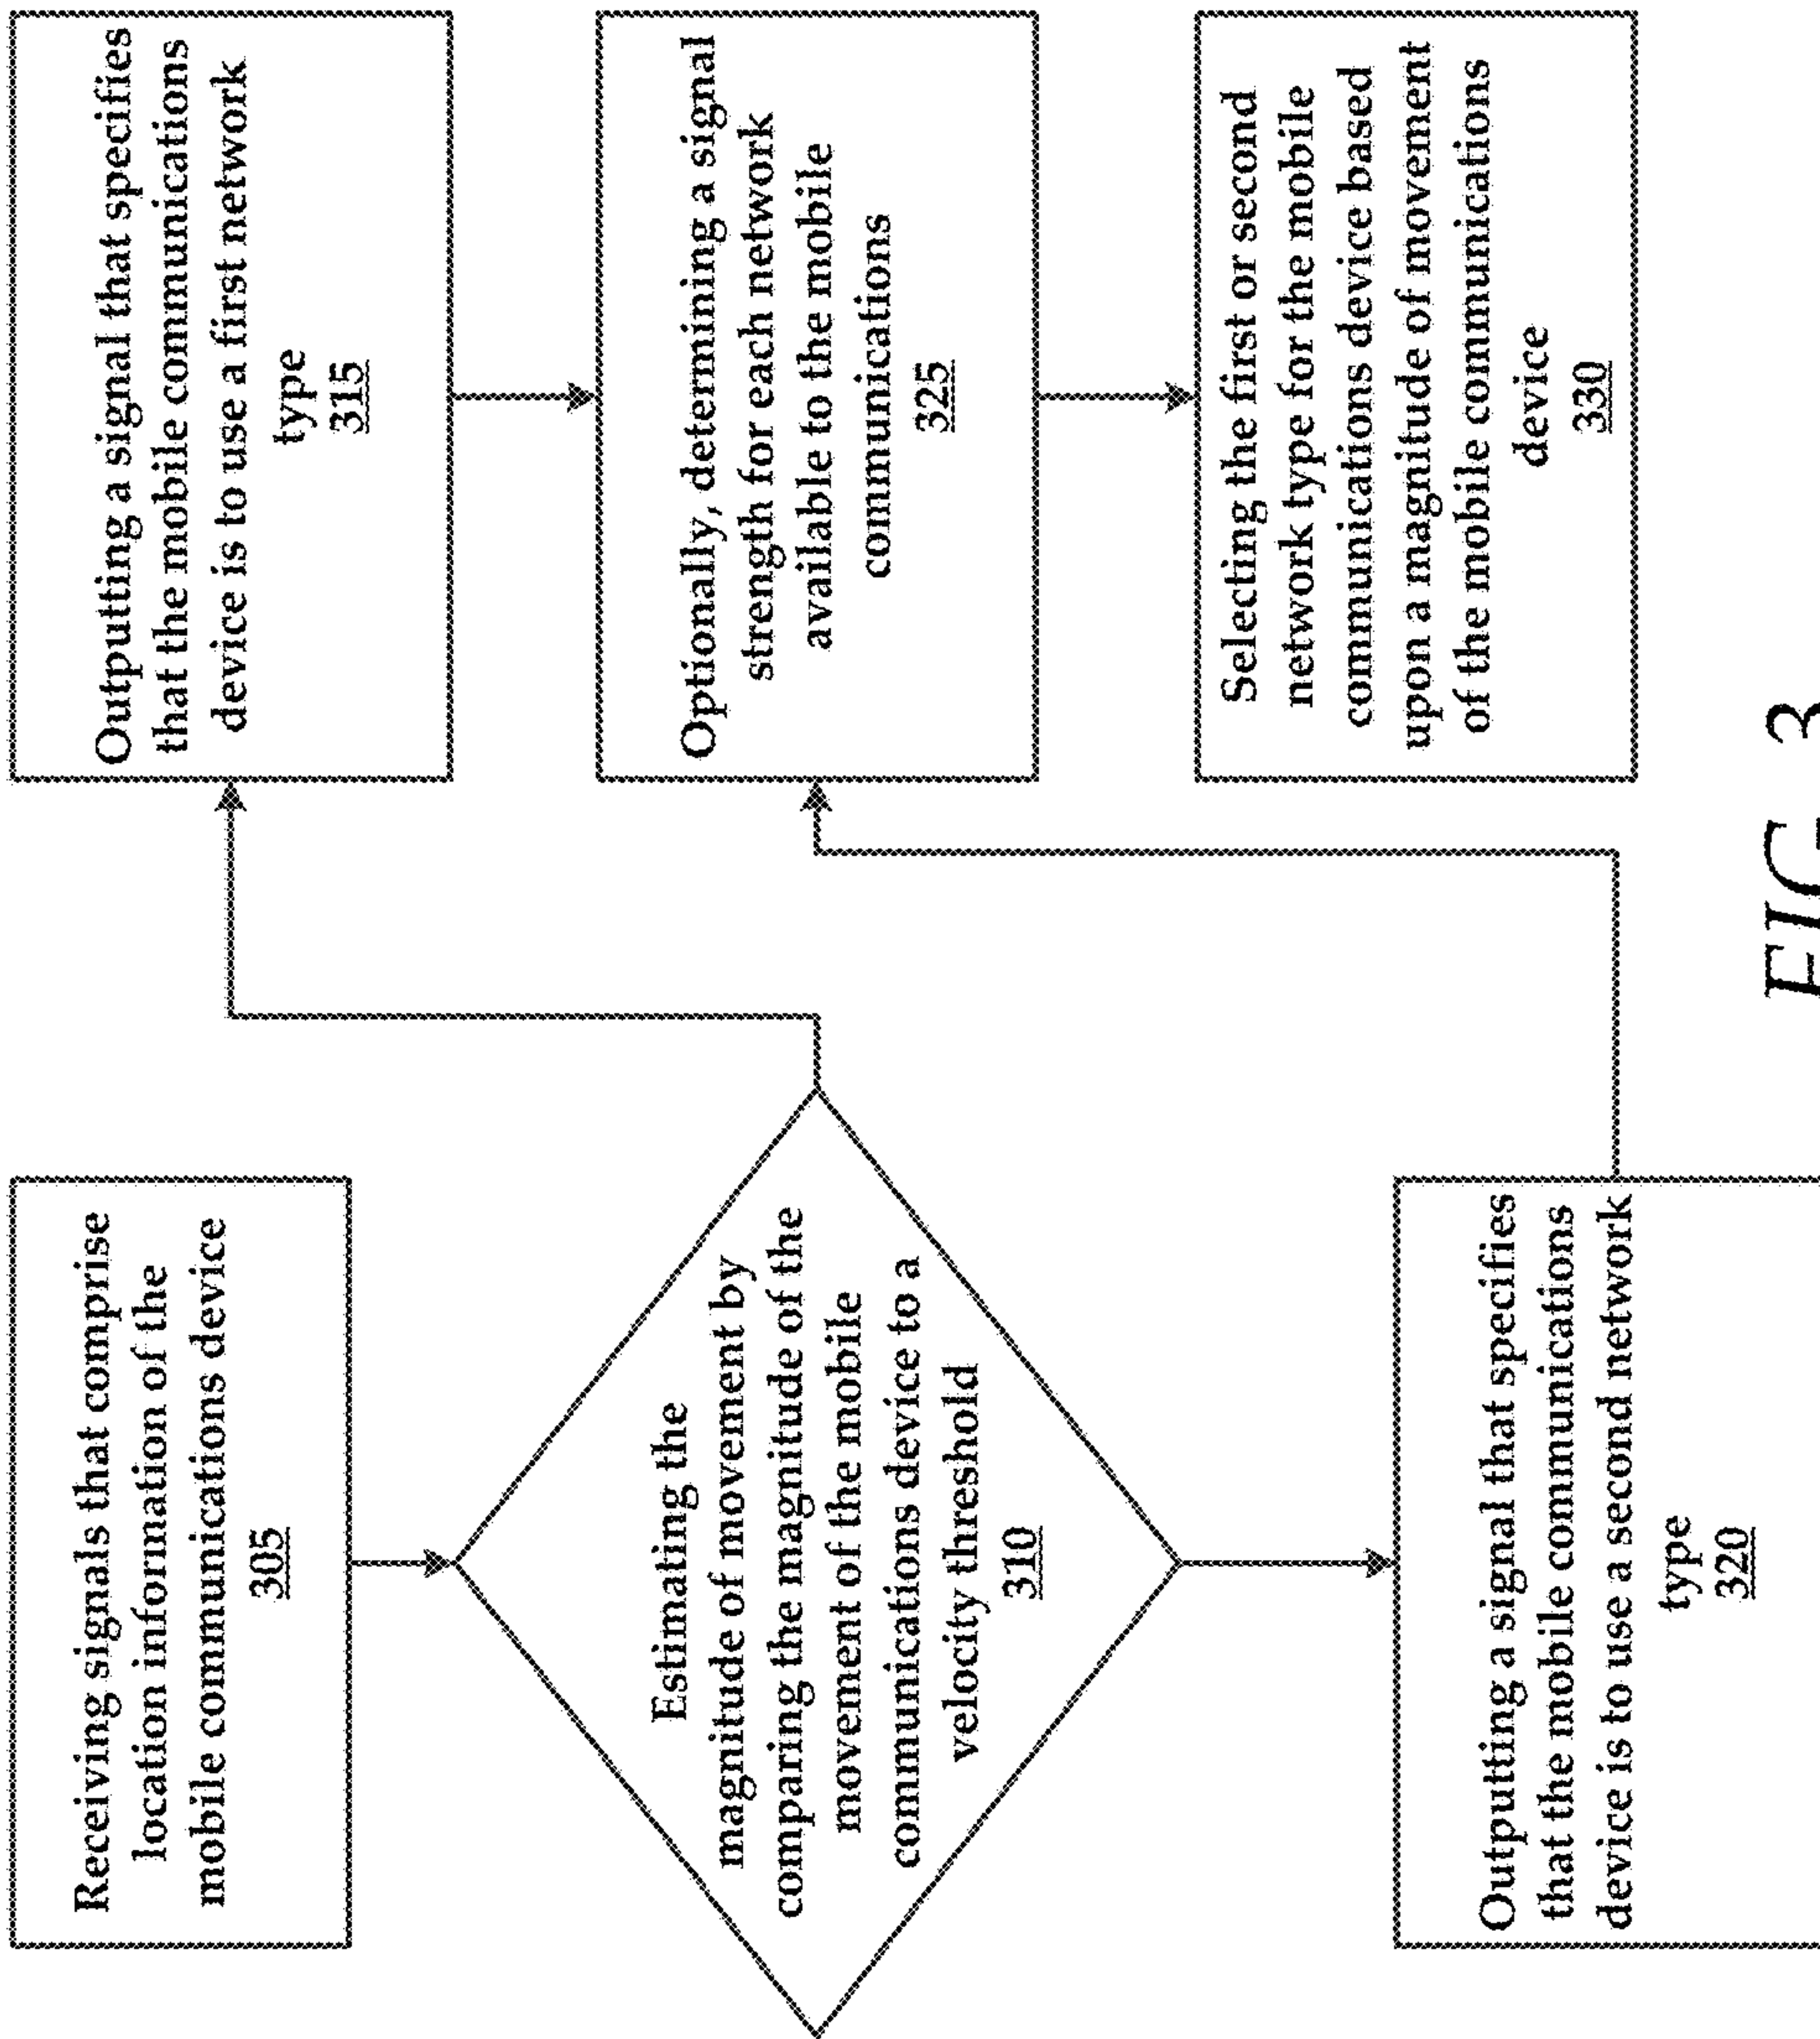 Receiving signals that comprise
location information of the
mobile communications device
305
Estimating the
magnitude of movement by
comparing the magnitude of the
movement of the mobile
communications device to a
velocity threshold
310
Outputting a signal that specifies
that the mobile communications
device is to use a second network
type
320
Outputting a signal that specifies
that the mobile communications
device is to use a first network
type
315
Optionally, determining a signal
strength for each network
available to the mobile
communications
325
Selecting the first or second
network type for the mobile
communications device based
upon a magnitude of movement
of the mobile communications
device
330
FIG. 3